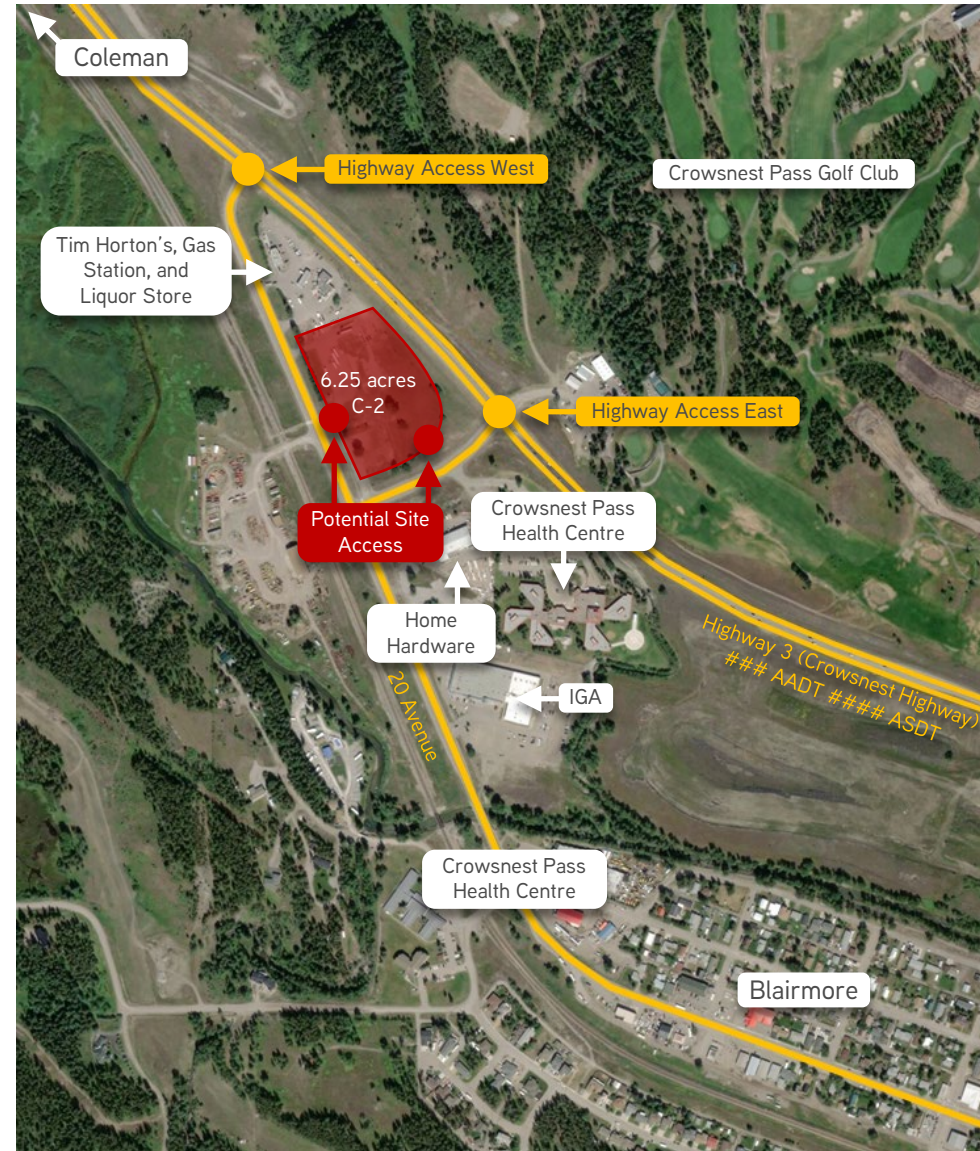 Coleman
Highway Access West
Crowsnest Pass Golf Club
Tim Horton's, Gas
Station, and
Liquor Store
6.25 acres
C-2
Highway Access East
Potential Site
Access
Crowsnest Pass
Health Centre
Home
Hardware
Highway 3 (Crowsnest Highway)
### AADT #### ASDT
20 Avenue
IGA
Crowsnest Pass
Health Centre
Blairmore